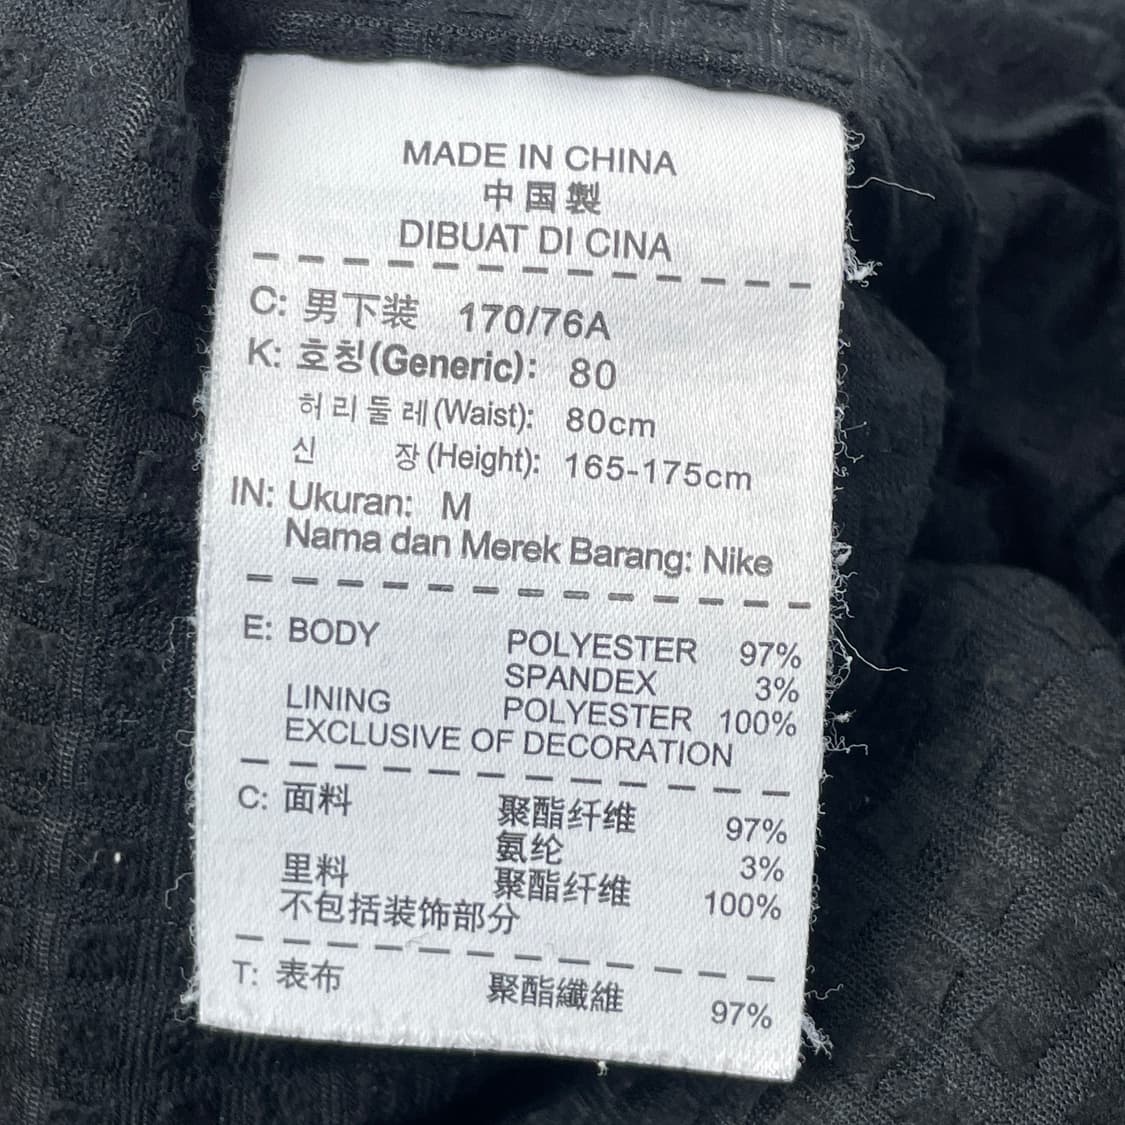 MADE IN CHINA
中国製
DIBUAT DI CINA
C: 男下装 170/76A
K: 호칭(Generic): 80
허리둘레(Waist): 80cm
신 장(Height): 165-175cm
IN: Ukuran: M
Nama dan Merek Barang: Nike
E: BODY POLYESTER 97%
SPANDEX 3%
LINING POLYESTER 100%
EXCLUSIVE OF DECORATION
C: 面料 聚酯纤维 97%
氨纶 3%
里料 聚酯纤维 100%
不包括装饰部分
T: 表布 聚酯纖維 97%